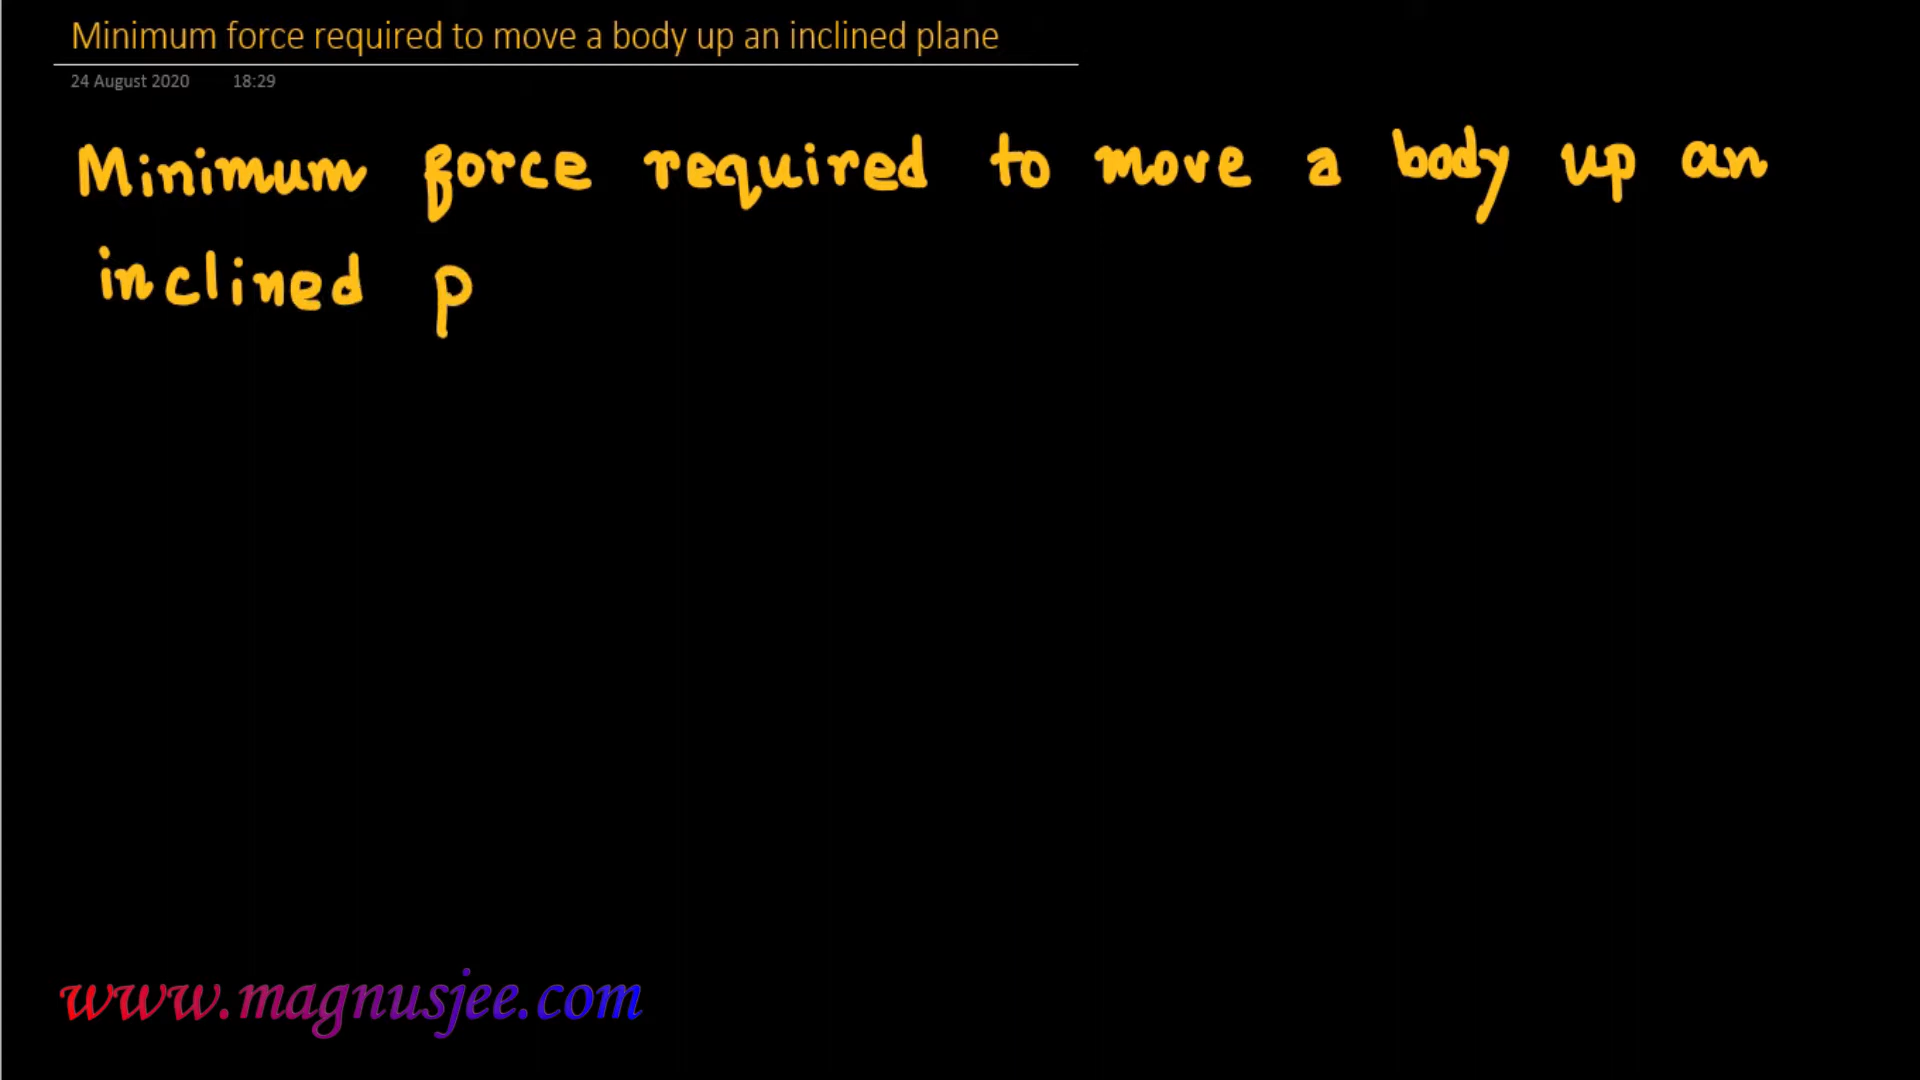 Minimum force required to move a body up an inclined plane
24 August 2020 18:29
Minimum force required to move a body up an
inclined p
www.magnusjee.com